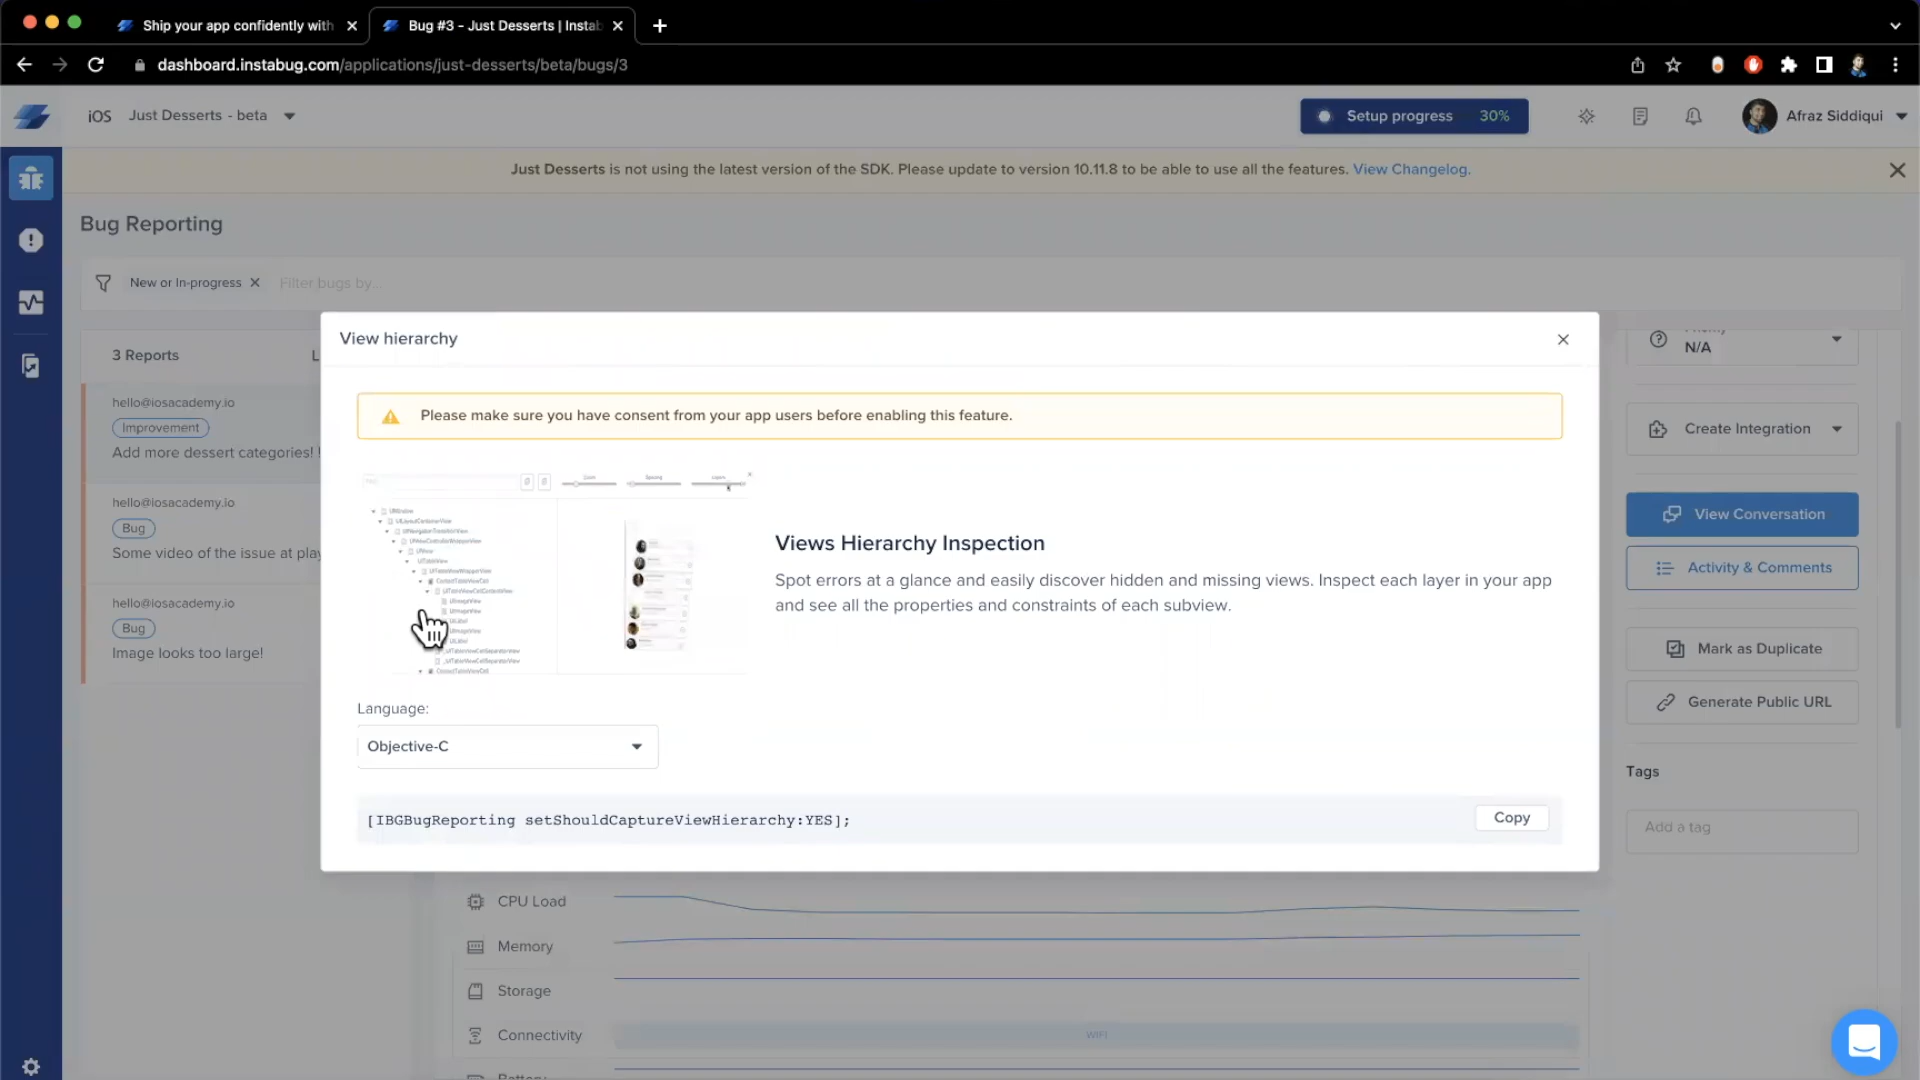 Ship your app confidently with
Bug #3 - Just Desserts | Instab
dashboard.instabug.com/applications/just-desserts/beta/bugs/3
iOS
Just Desserts - beta
Setup progress 30%
Afraz Siddiqui
Just Desserts is not using the latest version of the SDK. Please update to version 10.11.8 to be able to use all the features. View Changelog.
Bug Reporting
New or In-progress
Filter bugs by...
3 Reports
L
hello@iosacademy.io
Improvement
Add more dessert categories!
hello@iosacademy.io
Bug
Some video of the issue at play
hello@iosacademy.io
Bug
Image looks too large!
View hierarchy
Please make sure you have consent from your app users before enabling this feature.
Zoom
Spacing
Layers
Views Hierarchy Inspection
Spot errors at a glance and easily discover hidden and missing views. Inspect each layer in your app
and see all the properties and constraints of each subview.
Language:
Objective-C
[IBGBugReporting setShouldCaptureViewHierarchy:YES];
Copy
N/A
Create Integration
View Conversation
Activity & Comments
Mark as Duplicate
Generate Public URL
Tags
Add a tag
CPU Load
Memory
Storage
Connectivity
WiFi